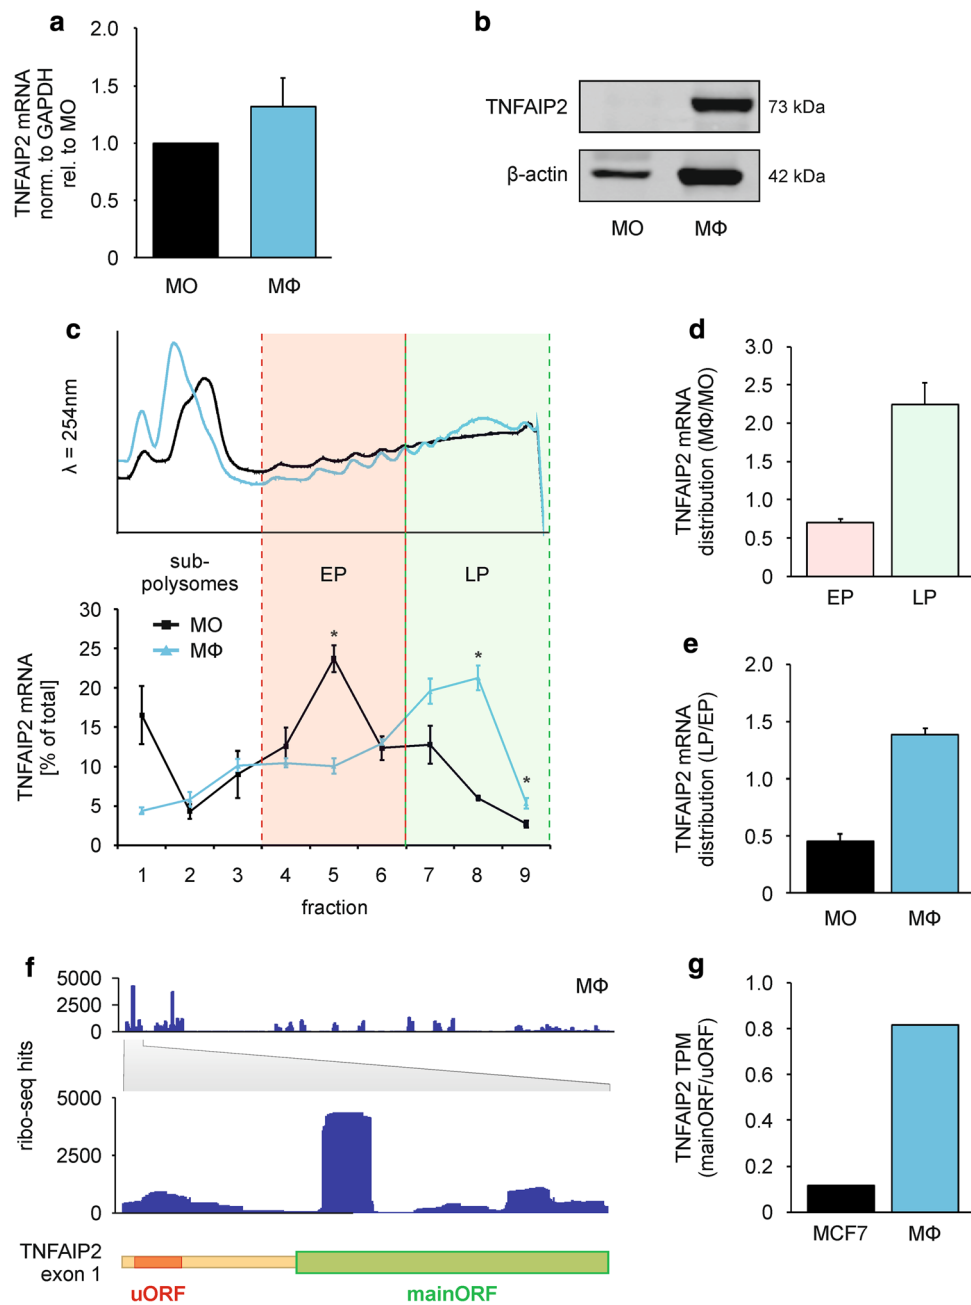 a
TNFAIP2 mRNA
norm. to GAPDH
rel. to MO
2.0
1.5
1.0
0.5
0
MO
MΦ
b
TNFAIP2
73 kDa
β-actin
42 kDa
MO
MΦ
c
λ = 254nm
sub-
polysomes
EP
LP
TNFAIP2 mRNA
[% of total]
30
25
20
15
10
5
0
MO
MΦ
*
*
*
1
2
3
4
5
6
7
8
9
fraction
d
TNFAIP2 mRNA
distribution (MΦ/MO)
3.0
2.5
2.0
1.5
1.0
0.5
0
EP
LP
e
TNFAIP2 mRNA
distribution (LP/EP)
2.0
1.5
1.0
0.5
0
MO
MΦ
f
ribo-seq hits
5000
2500
0
MΦ
5000
2500
0
TNFAIP2
exon 1
uORF
mainORF
g
TNFAIP2 TPM
(mainORF/uORF)
1.0
0.8
0.6
0.4
0.2
0
MCF7
MΦ